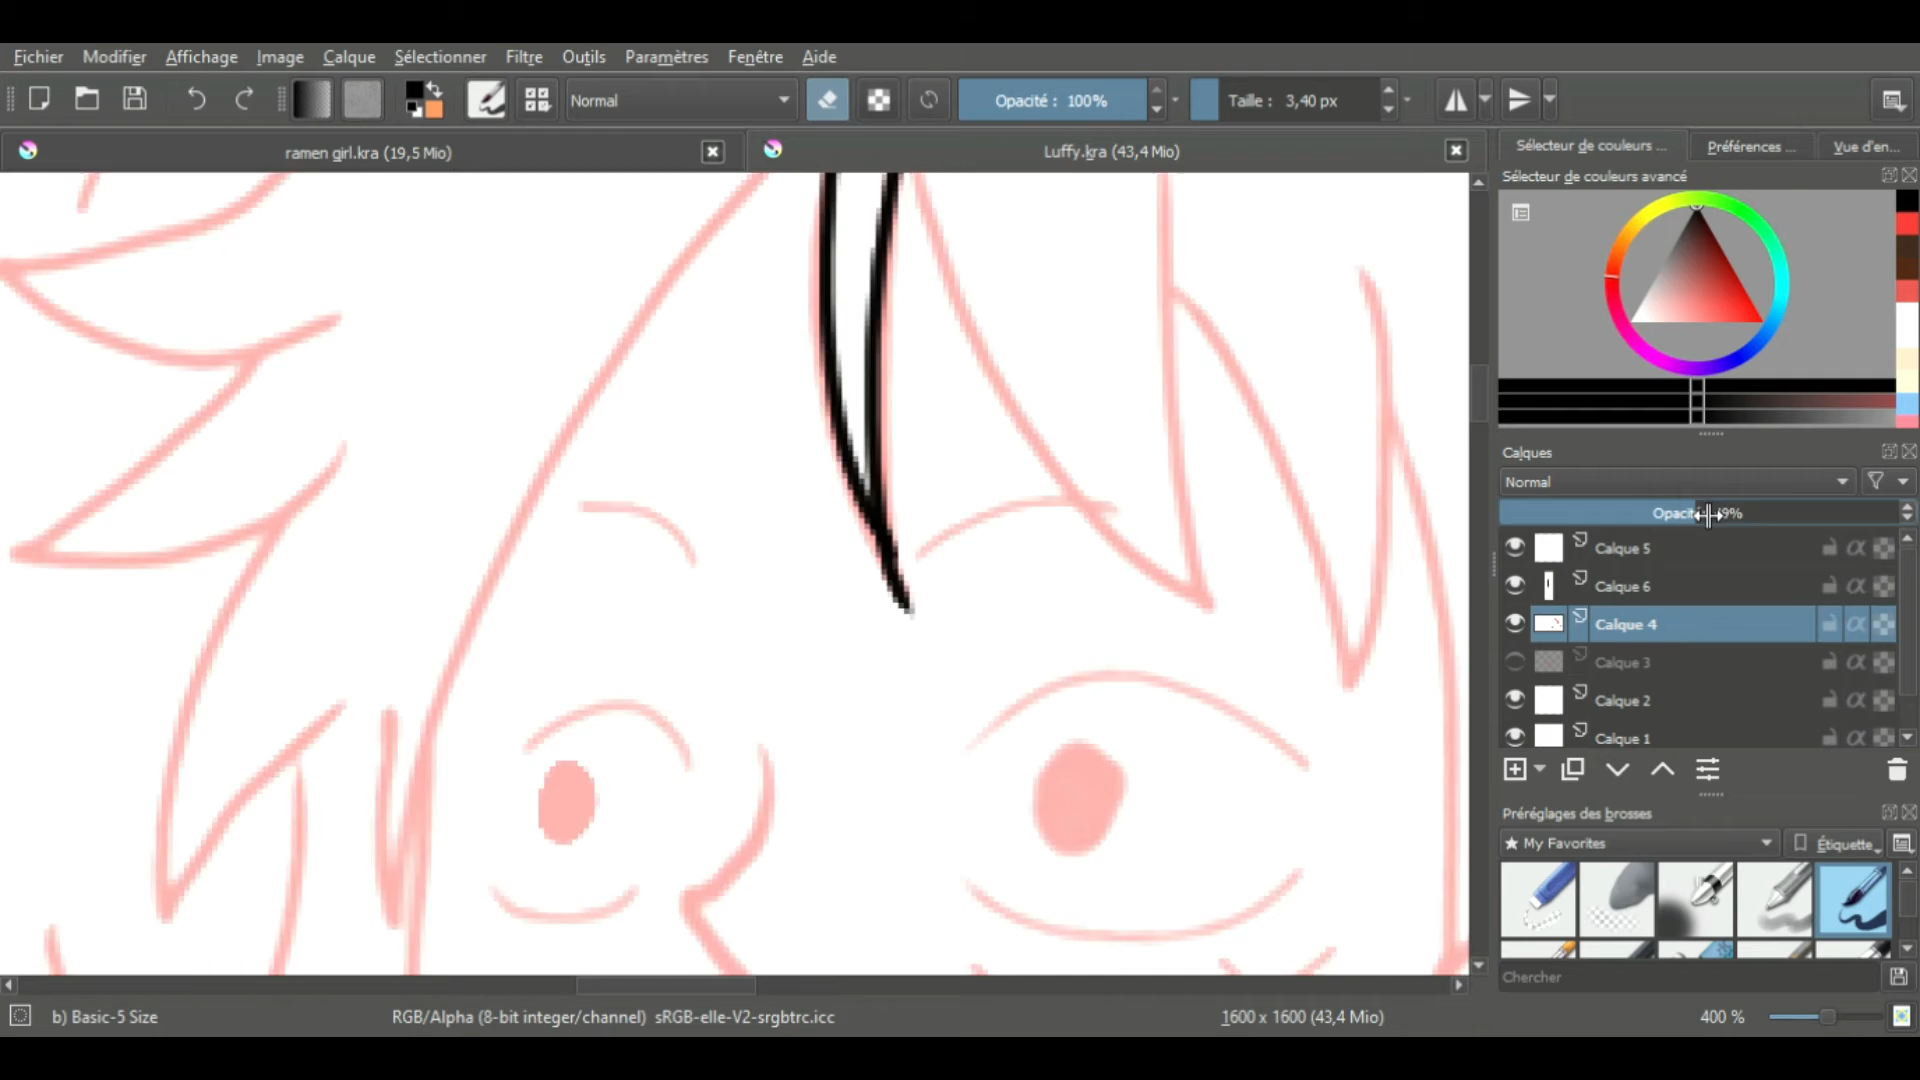 Fichier Modifier Affichage Image Calque Sélectionner Filtre Outils Paramètres Fenêtre Aide
Normal Opacité : 100% Taille : 3,40 px
ramen girl.kra (19,5 Mio) Luffy.kra (43,4 Mio)
Sélecteur de couleurs ... Préférences ... Vue d'en...
Sélecteur de couleurs avancé
Calques
Normal
Calque 5
Calque 6
Calque 4
Calque 3
Calque 2
Calque 1
Préréglages des brosses
★ My Favorites Étiquette
Chercher
b) Basic-5 Size RGB/Alpha (8-bit integer/channel) sRGB-elle-V2-srgbtrc.icc 1600 x 1600 (43,4 Mio) 400 %